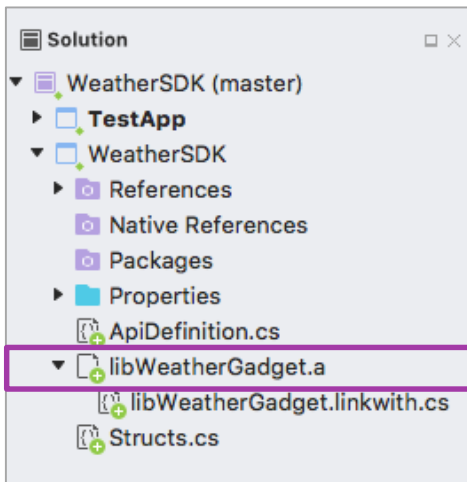 Solution
WeatherSDK (master)
TestApp
WeatherSDK
References
Native References
Packages
Properties
ApiDefinition.cs
libWeatherGadget.a
libWeatherGadget.linkwith.cs
Structs.cs